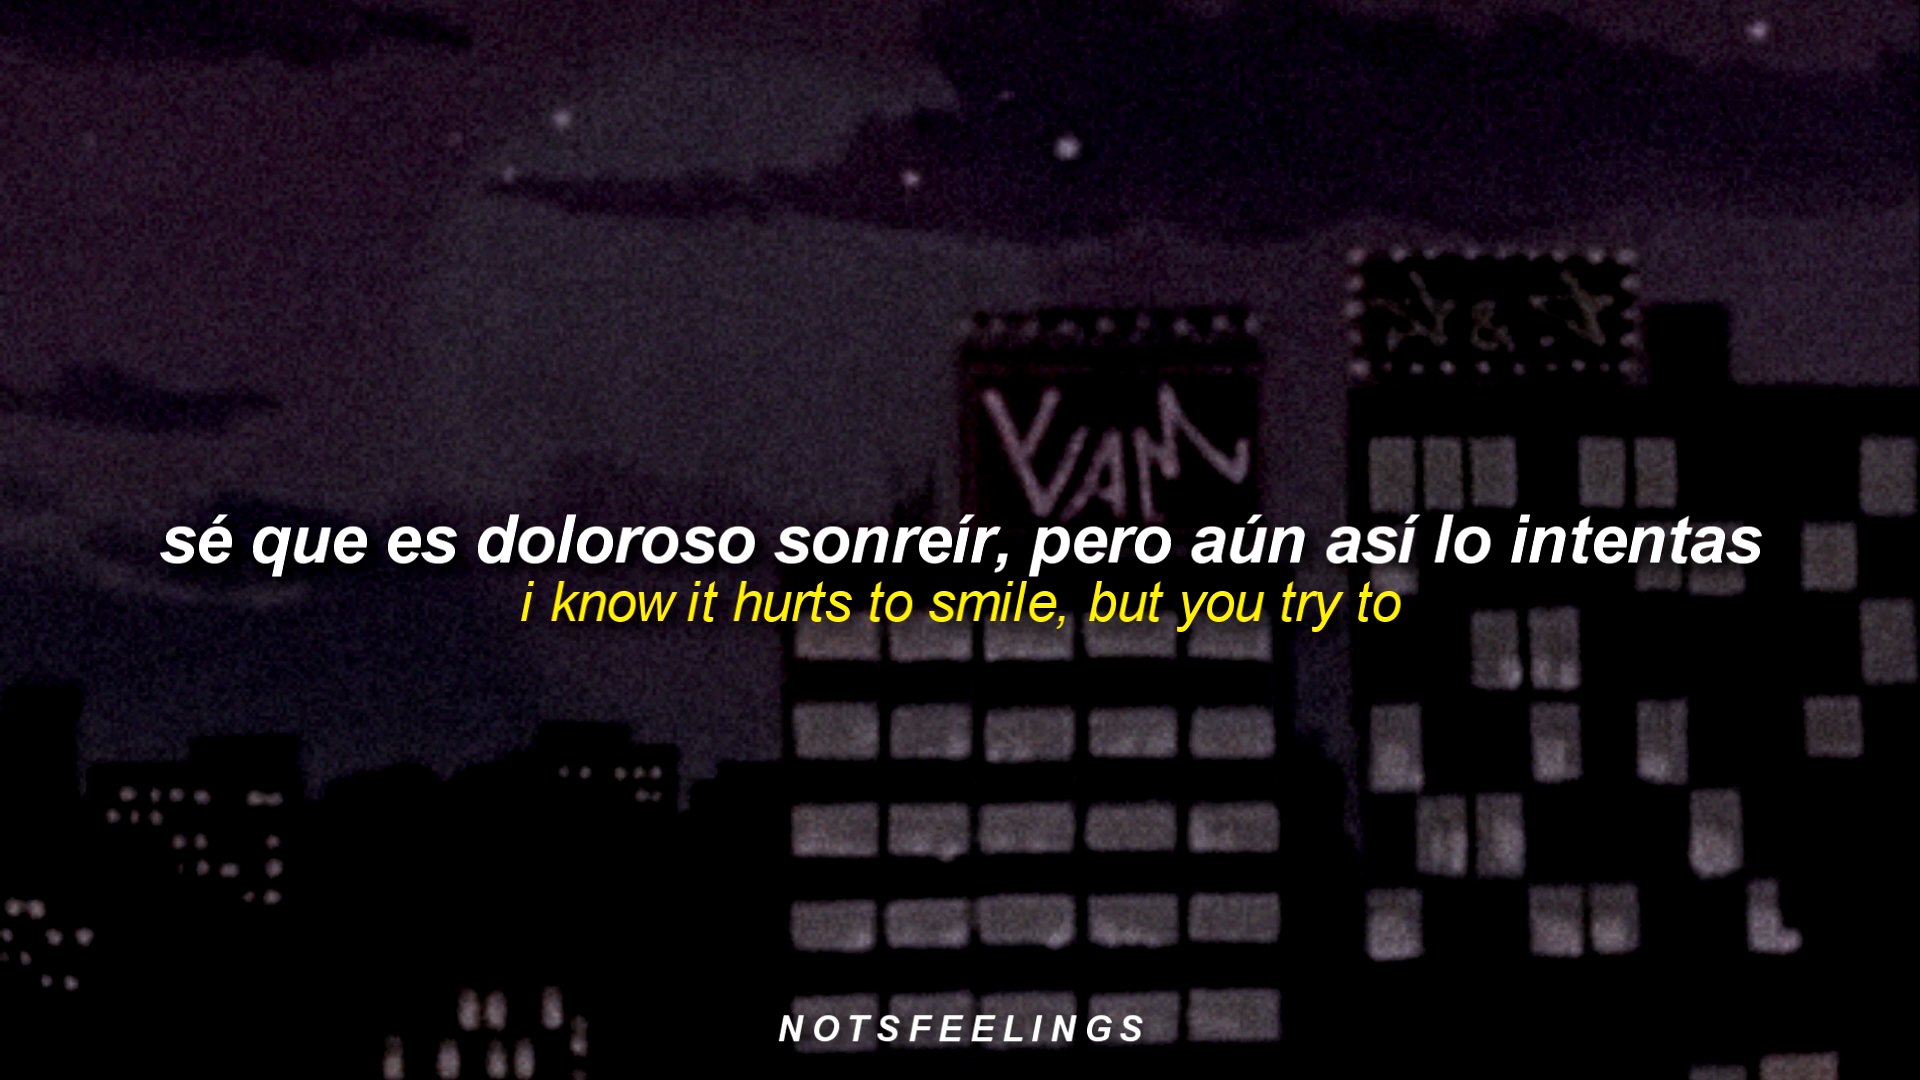 sé que es doloroso sonreír, pero aún así lo intentas
i know it hurts to smile, but you try to
NOTSFEELINGS